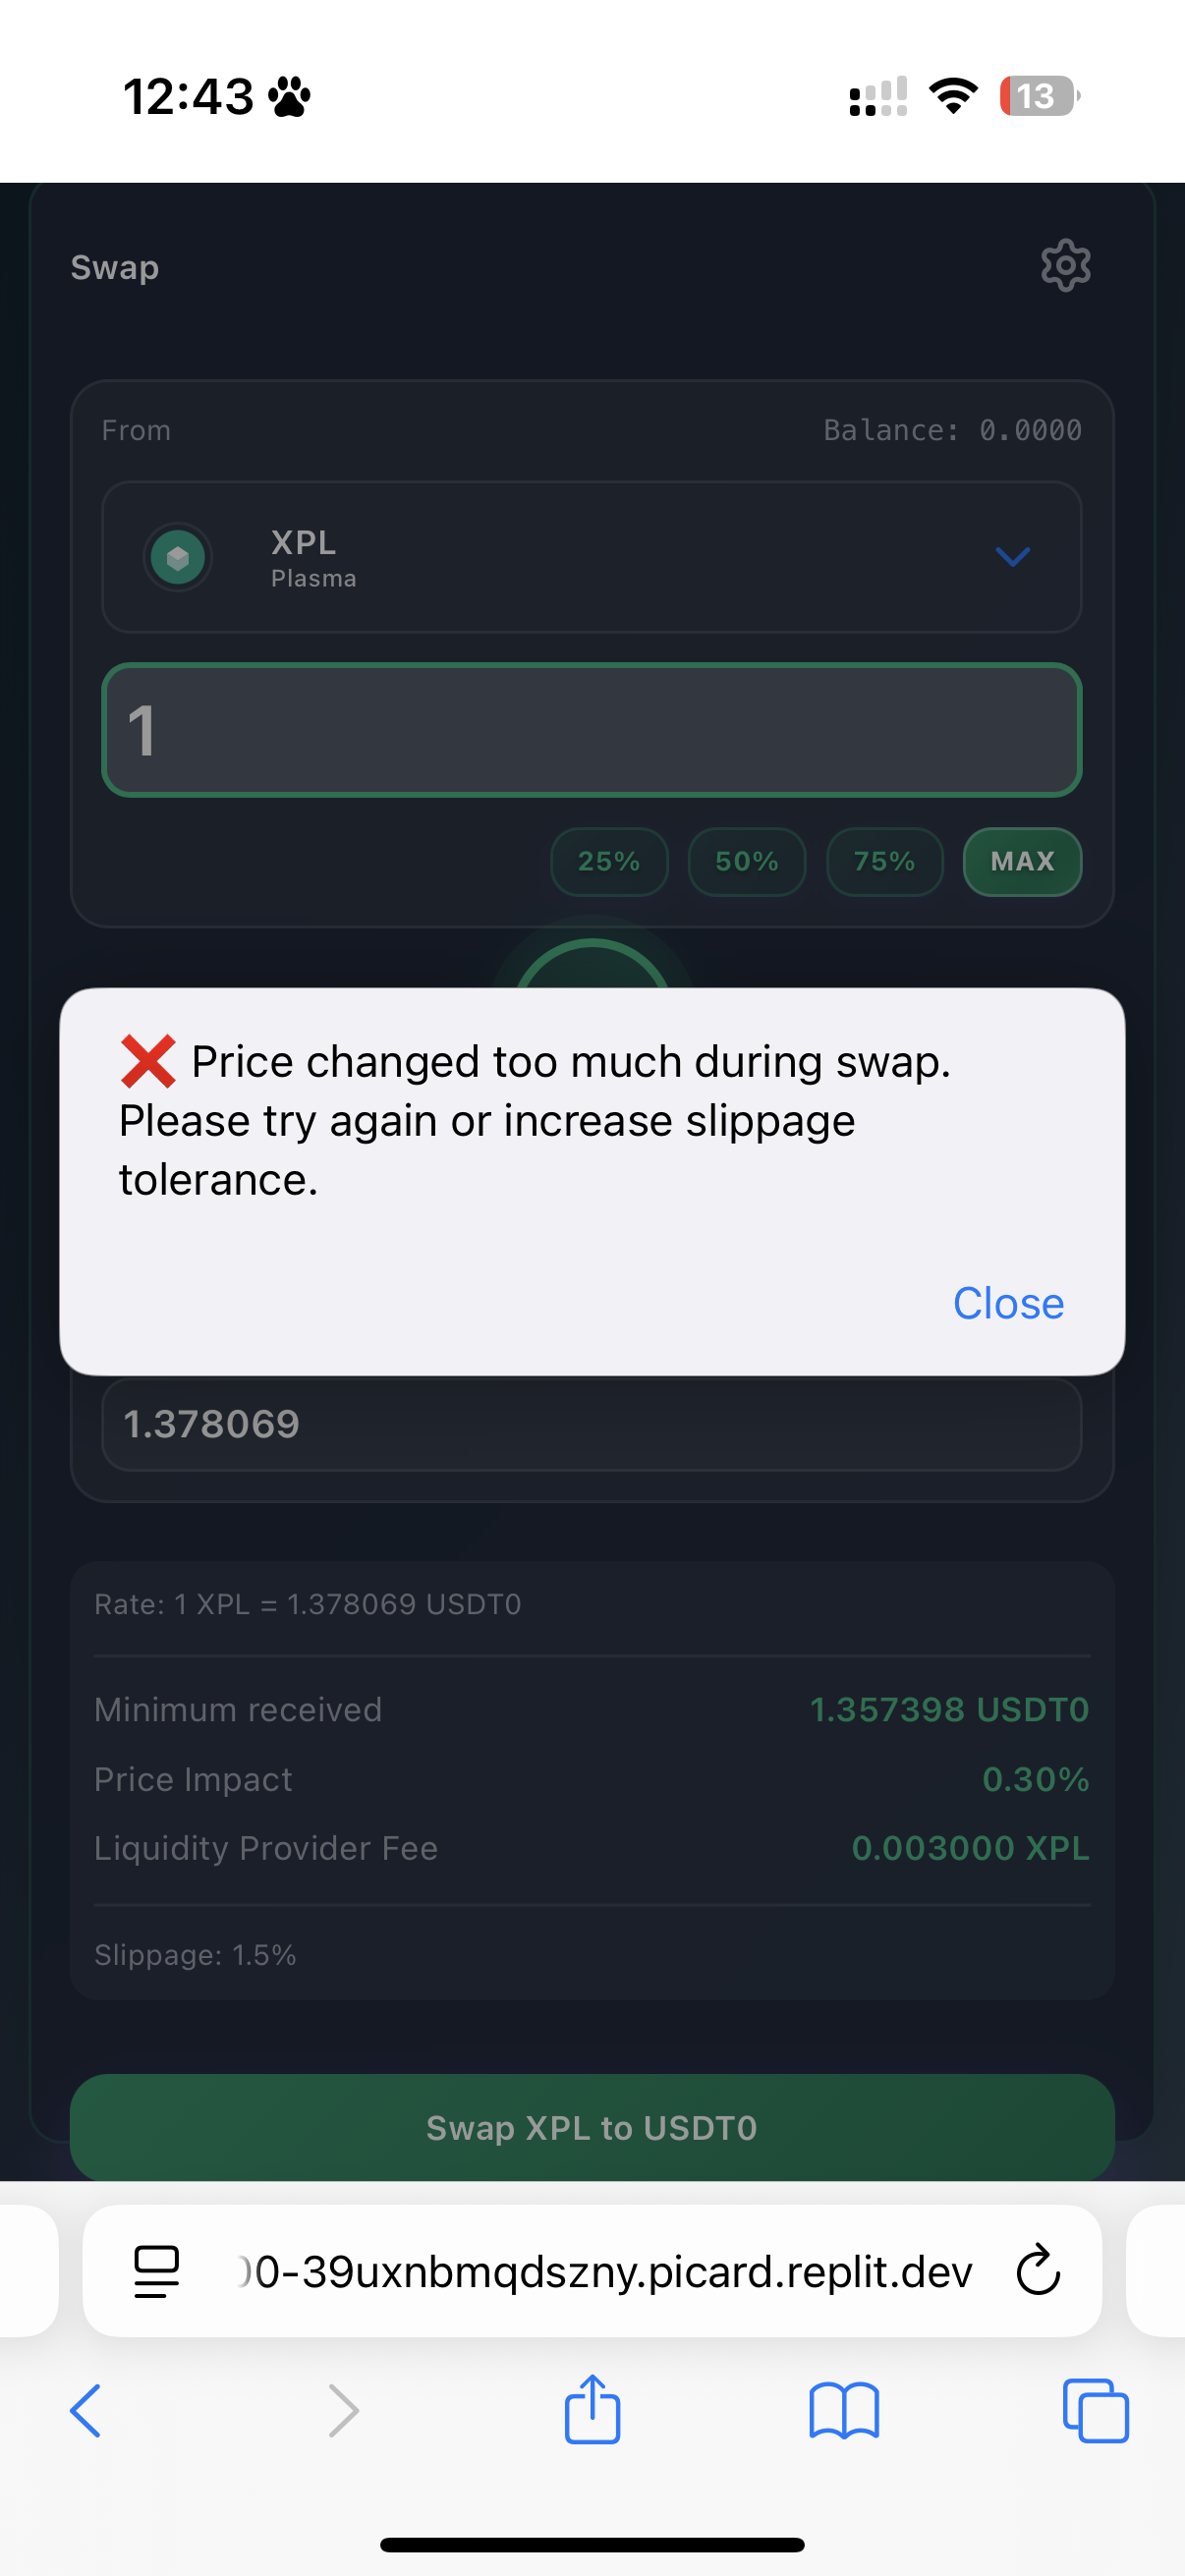 12:43
13
Swap
From
Balance: 0.0000
XPL
Plasma
1
25%
50%
75%
MAX
❌ Price changed too much during swap.
Please try again or increase slippage
tolerance.
Close
1.378069
Rate: 1 XPL = 1.378069 USDT0
Minimum received
1.357398 USDT0
Price Impact
0.30%
Liquidity Provider Fee
0.003000 XPL
Slippage: 1.5%
Swap XPL to USDT0
0-39uxnbmqdszny.picard.replit.dev